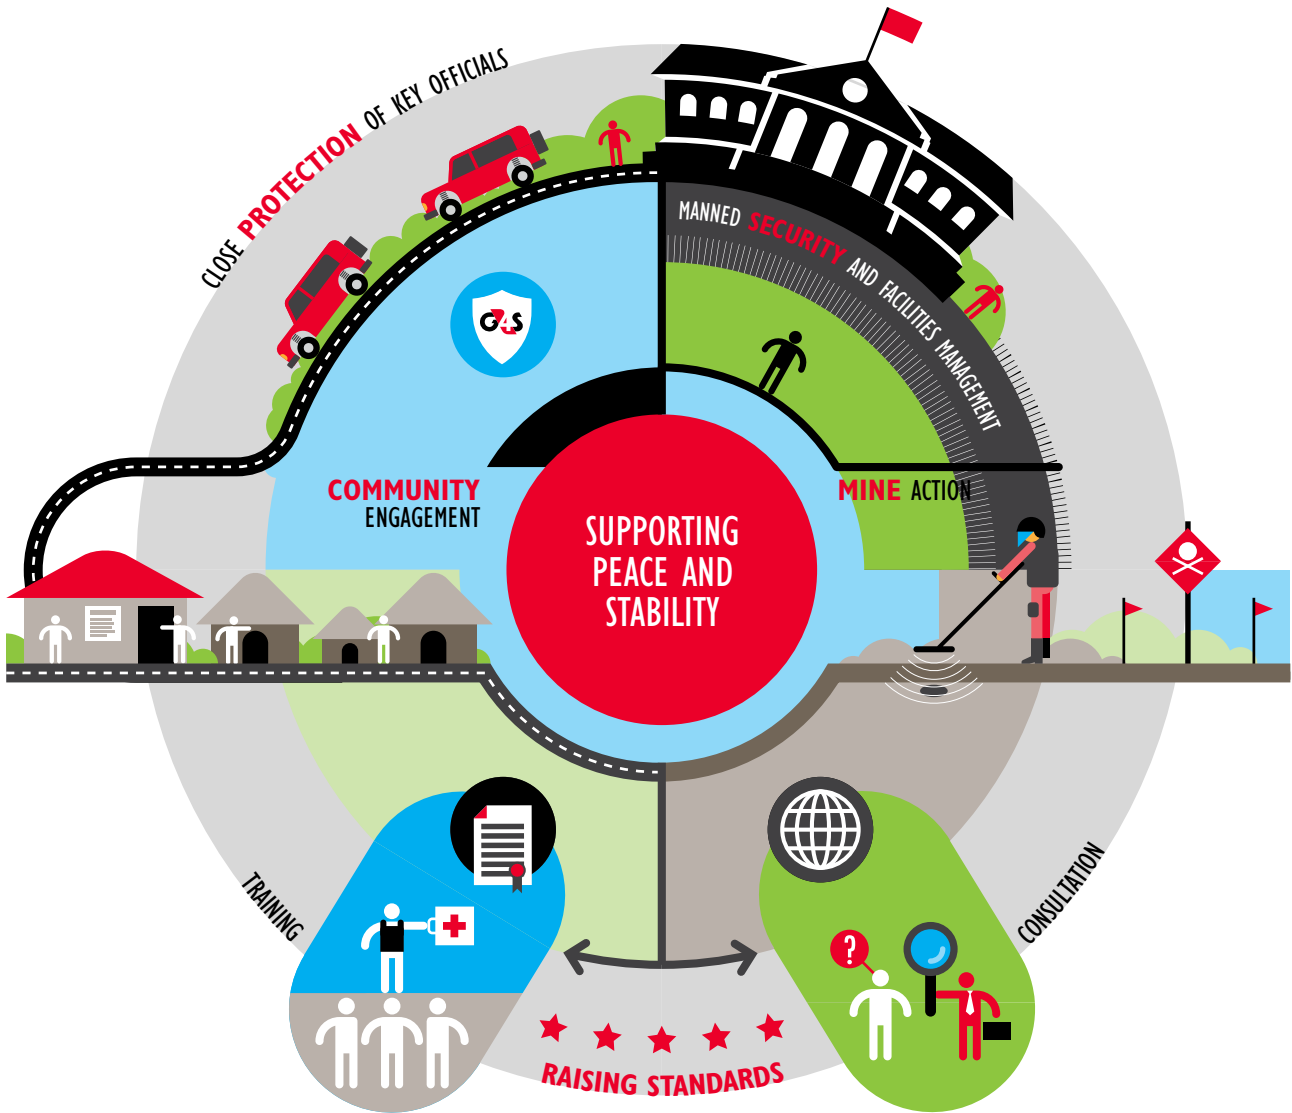 CLOSE PROTECTION OF KEY OFFICIALS
MANNED SECURITY AND FACILITIES MANAGEMENT
G4S
COMMUNITY
ENGAGEMENT
MINE ACTION
SUPPORTING
PEACE AND
STABILITY
TRAINING
CONSULTATION
?
RAISING STANDARDS